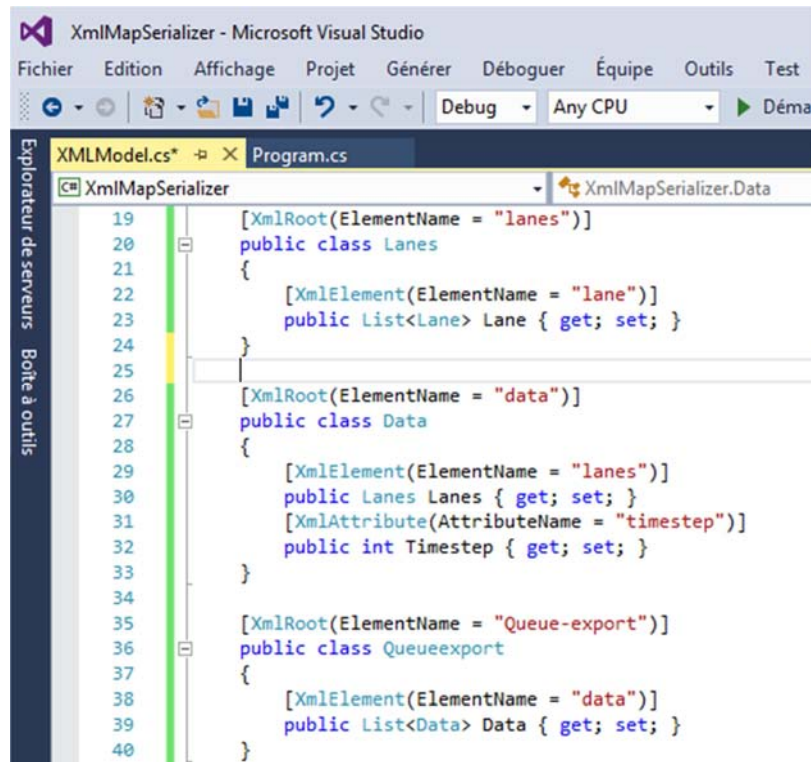 XmlMapSerializer - Microsoft Visual Studio
Fichier Edition Affichage Projet Générer Déboguer Équipe Outils Test
Debug Any CPU Déma
Explorateur de serveurs
Boîte à outils
XMLModel.cs* Program.cs
C# XmlMapSerializer XmlMapSerializer.Data
19 [XmlRoot(ElementName = "lanes")]
20 public class Lanes
21 {
22 [XmlElement(ElementName = "lane")]
23 public List<Lane> Lane { get; set; }
24 }
25
26 [XmlRoot(ElementName = "data")]
27 public class Data
28 {
29 [XmlElement(ElementName = "lanes")]
30 public Lanes Lanes { get; set; }
31 [XmlAttribute(AttributeName = "timestep")]
32 public int Timestep { get; set; }
33 }
34
35 [XmlRoot(ElementName = "Queue-export")]
36 public class Queueexport
37 {
38 [XmlElement(ElementName = "data")]
39 public List<Data> Data { get; set; }
40 }